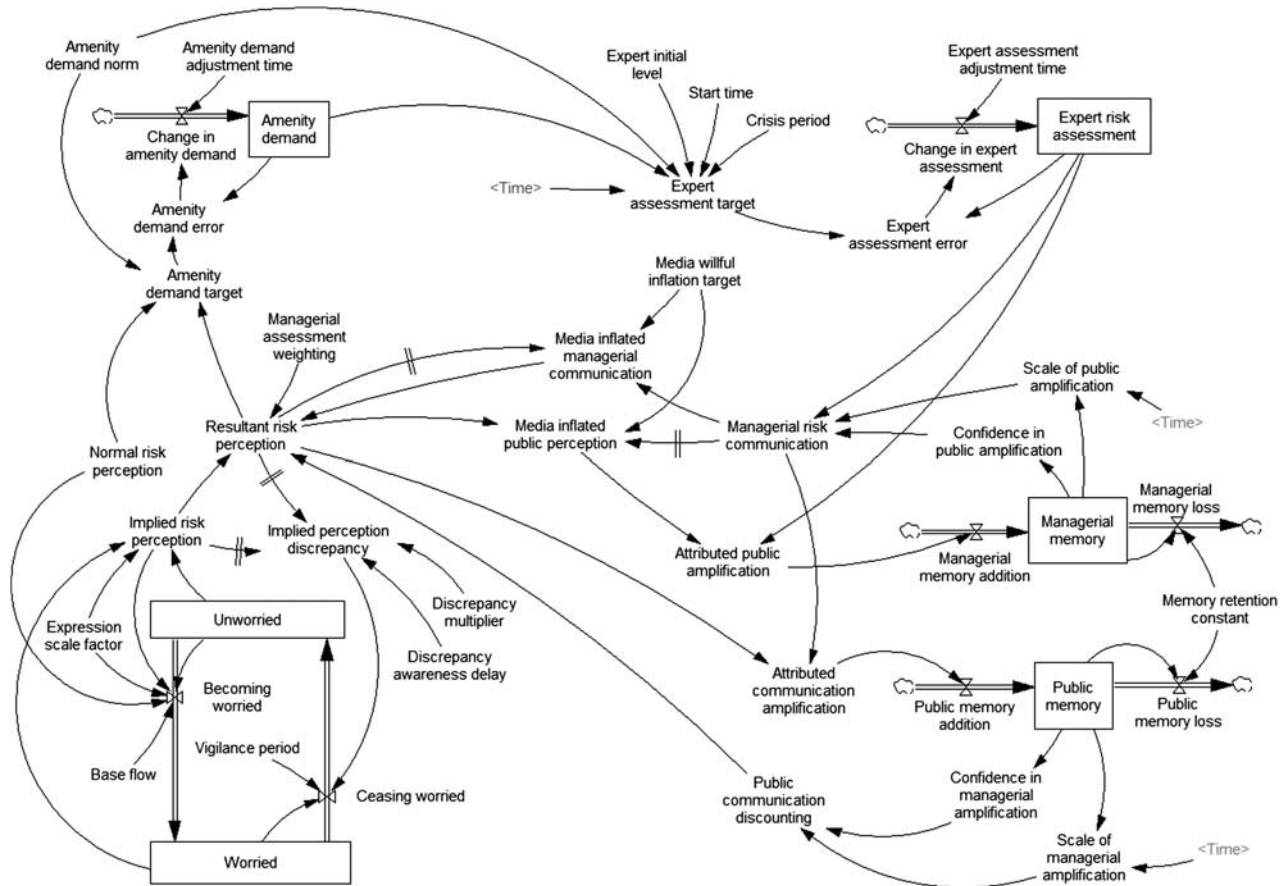 Amenity
demand norm
Amenity demand
adjustment time
Expert initial
level
Start time
Crisis period
Expert assessment
adjustment time
Amenity
demand
Change in
amenity demand
Expert risk
assessment
Change in expert
assessment
<Time>
Expert
assessment target
Amenity
demand error
Expert
assessment error
Amenity
demand target
Media willful
inflation target
Managerial
assessment
weighting
Media inflated
managerial
communication
Scale of public
amplification
<Time>
Resultant risk
perception
Media inflated
public perception
Managerial risk
communication
Confidence in
public amplification
Normal risk
perception
Managerial
memory loss
Implied risk
perception
Implied perception
discrepancy
Managerial
memory
Attributed public
amplification
Managerial
memory addition
Unworried
Discrepancy
multiplier
Memory retention
constant
Expression
scale factor
Discrepancy
awareness delay
Attributed
communication
amplification
Becoming
worried
Public
memory
Public memory
addition
Public
memory loss
Vigilance period
Base flow
Ceasing worried
Public
communication
discounting
Confidence in
managerial
amplification
Worried
Scale of
managerial
amplification
<Time>